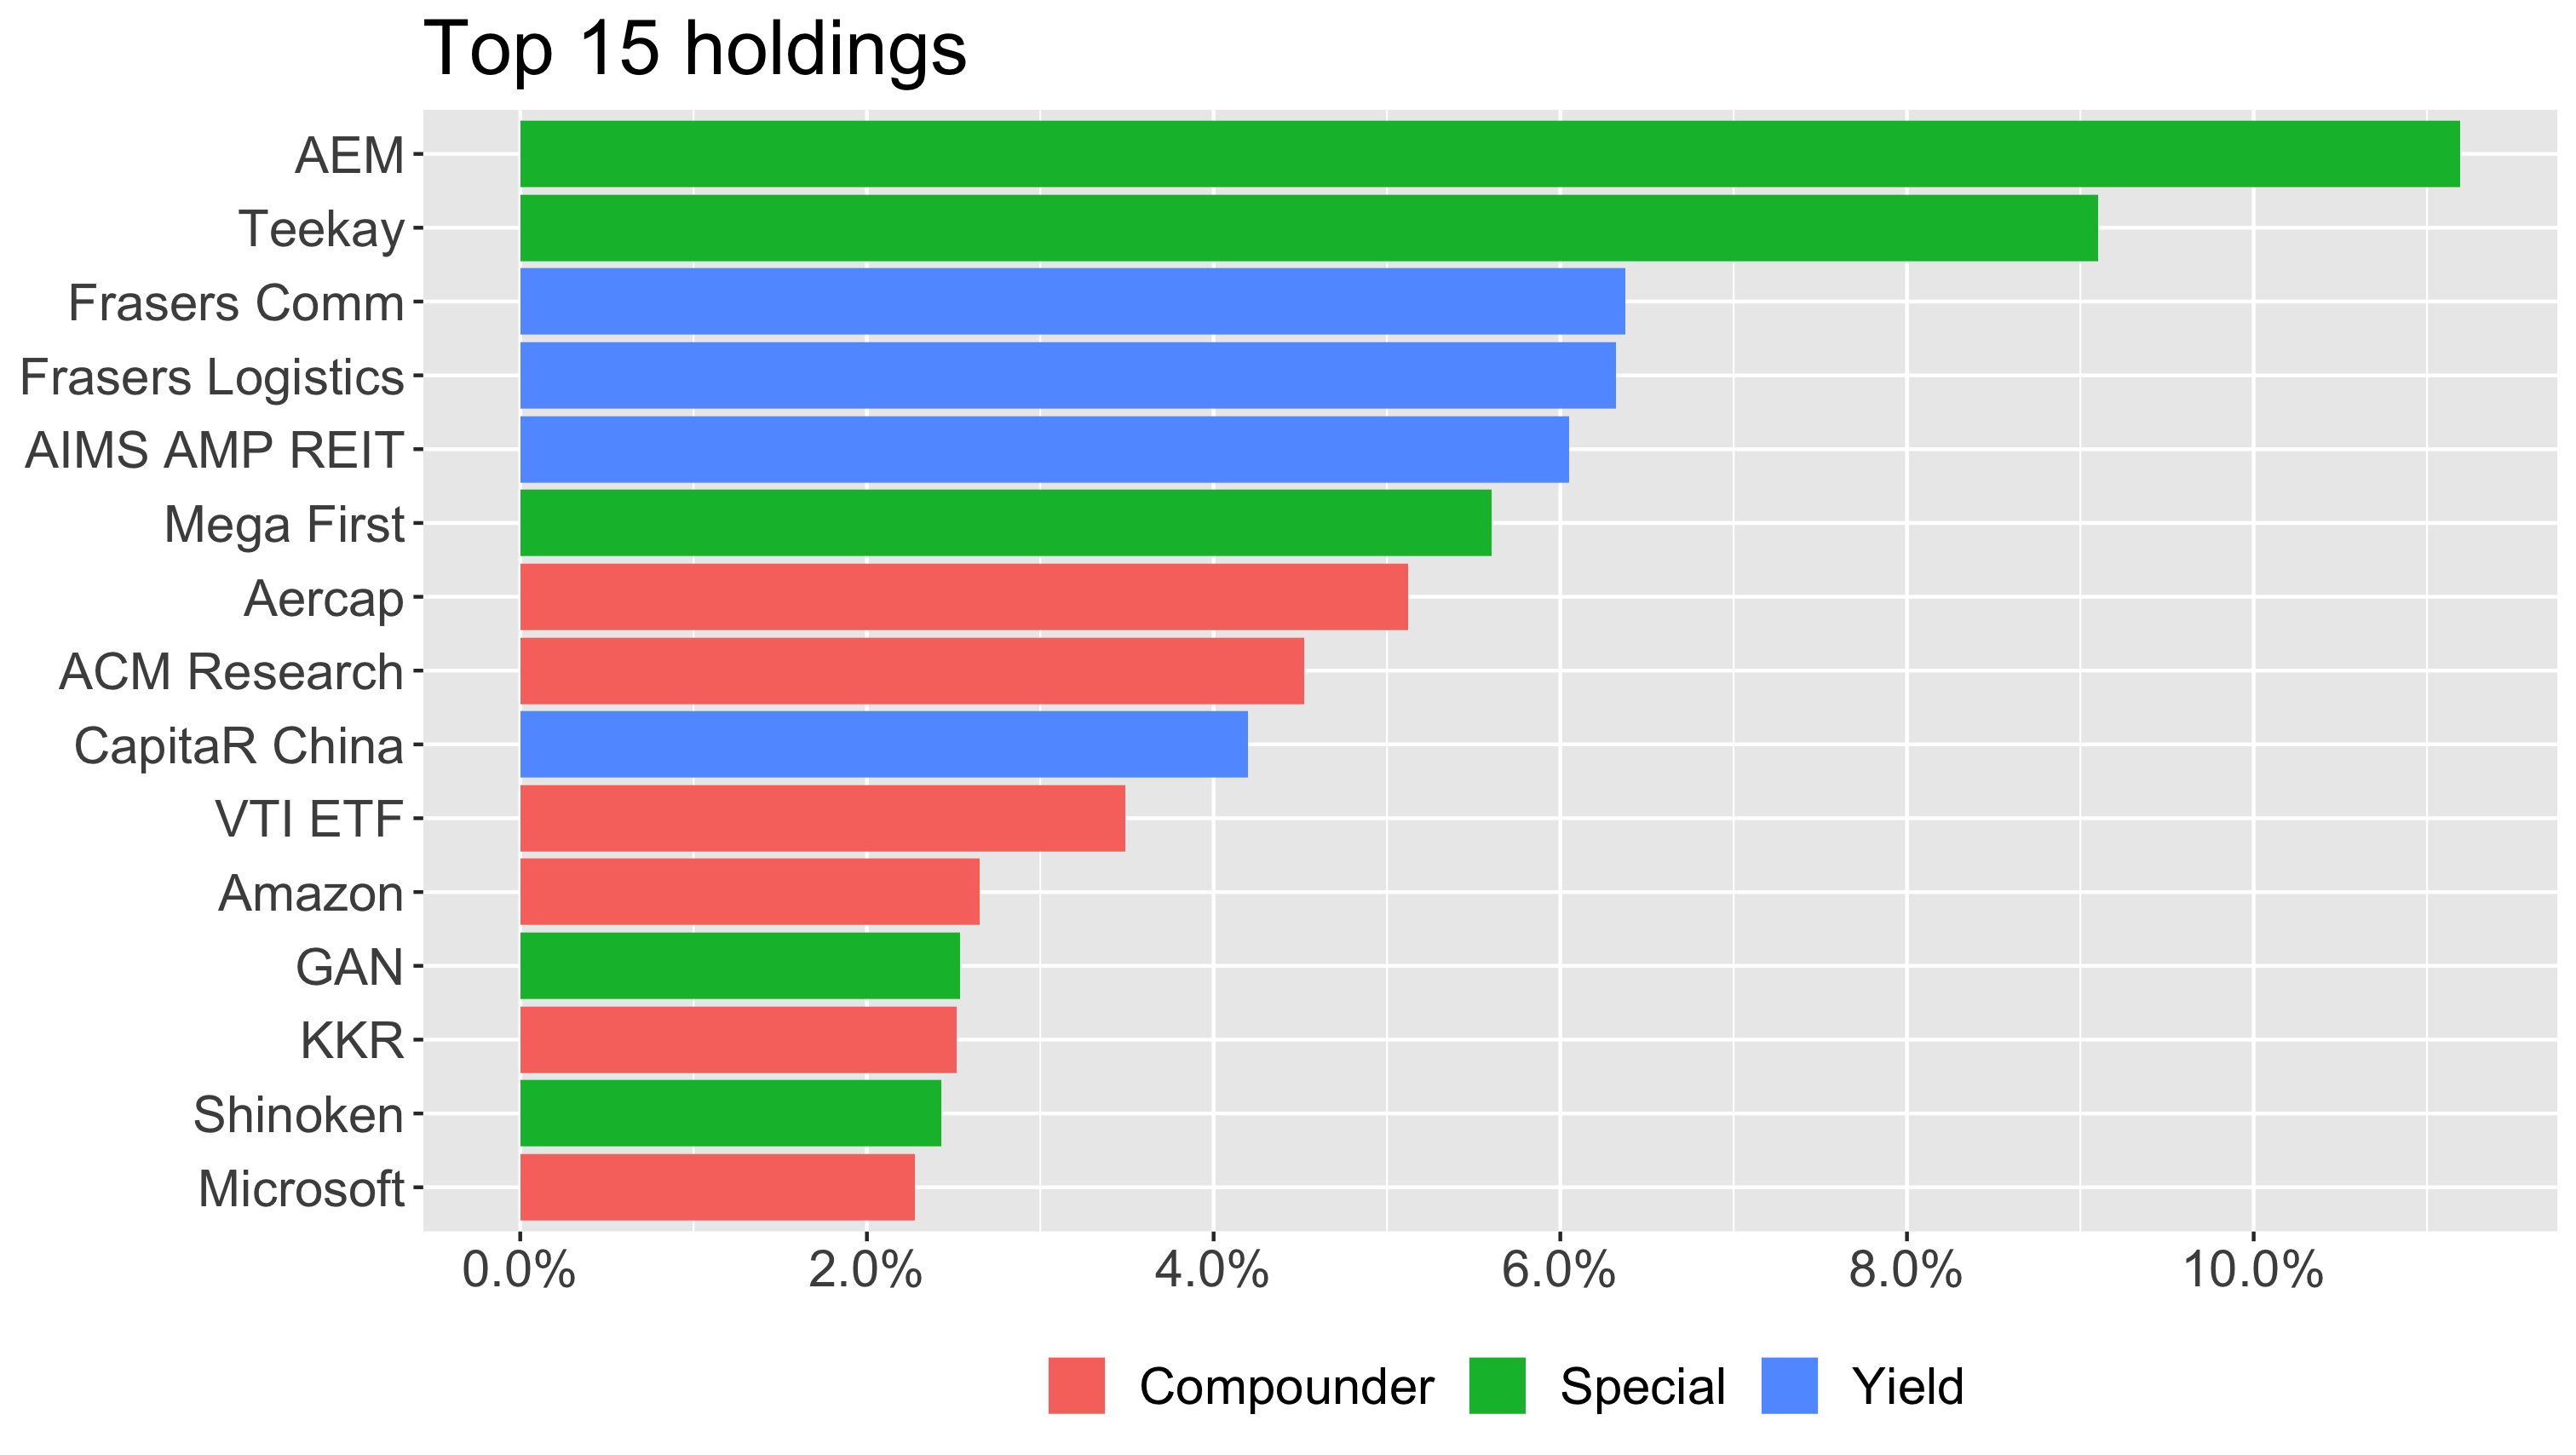 Top 15 holdings
AEM
Teekay
Frasers Comm
Frasers Logistics
AIMS AMP REIT
Mega First
Aercap
ACM Research
CapitaR China
VTI ETF
Amazon
GAN
KKR
Shinoken
Microsoft
0.0% 2.0% 4.0% 6.0% 8.0% 10.0%
Compounder Special Yield